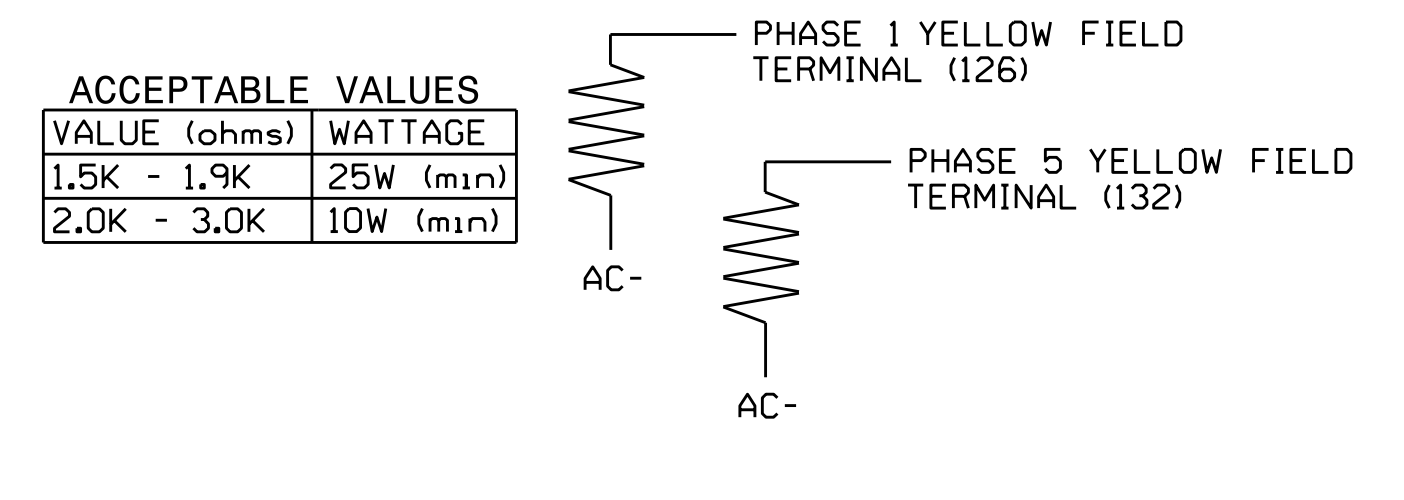 ACCEPTABLE VALUES
VALUE (ohms) WATTAGE
1.5K - 1.9K 25W (min)
2.0K - 3.0K 10W (min)
PHASE 1 YELLOW FIELD
TERMINAL (126)
AC-
PHASE 5 YELLOW FIELD
TERMINAL (132)
AC-